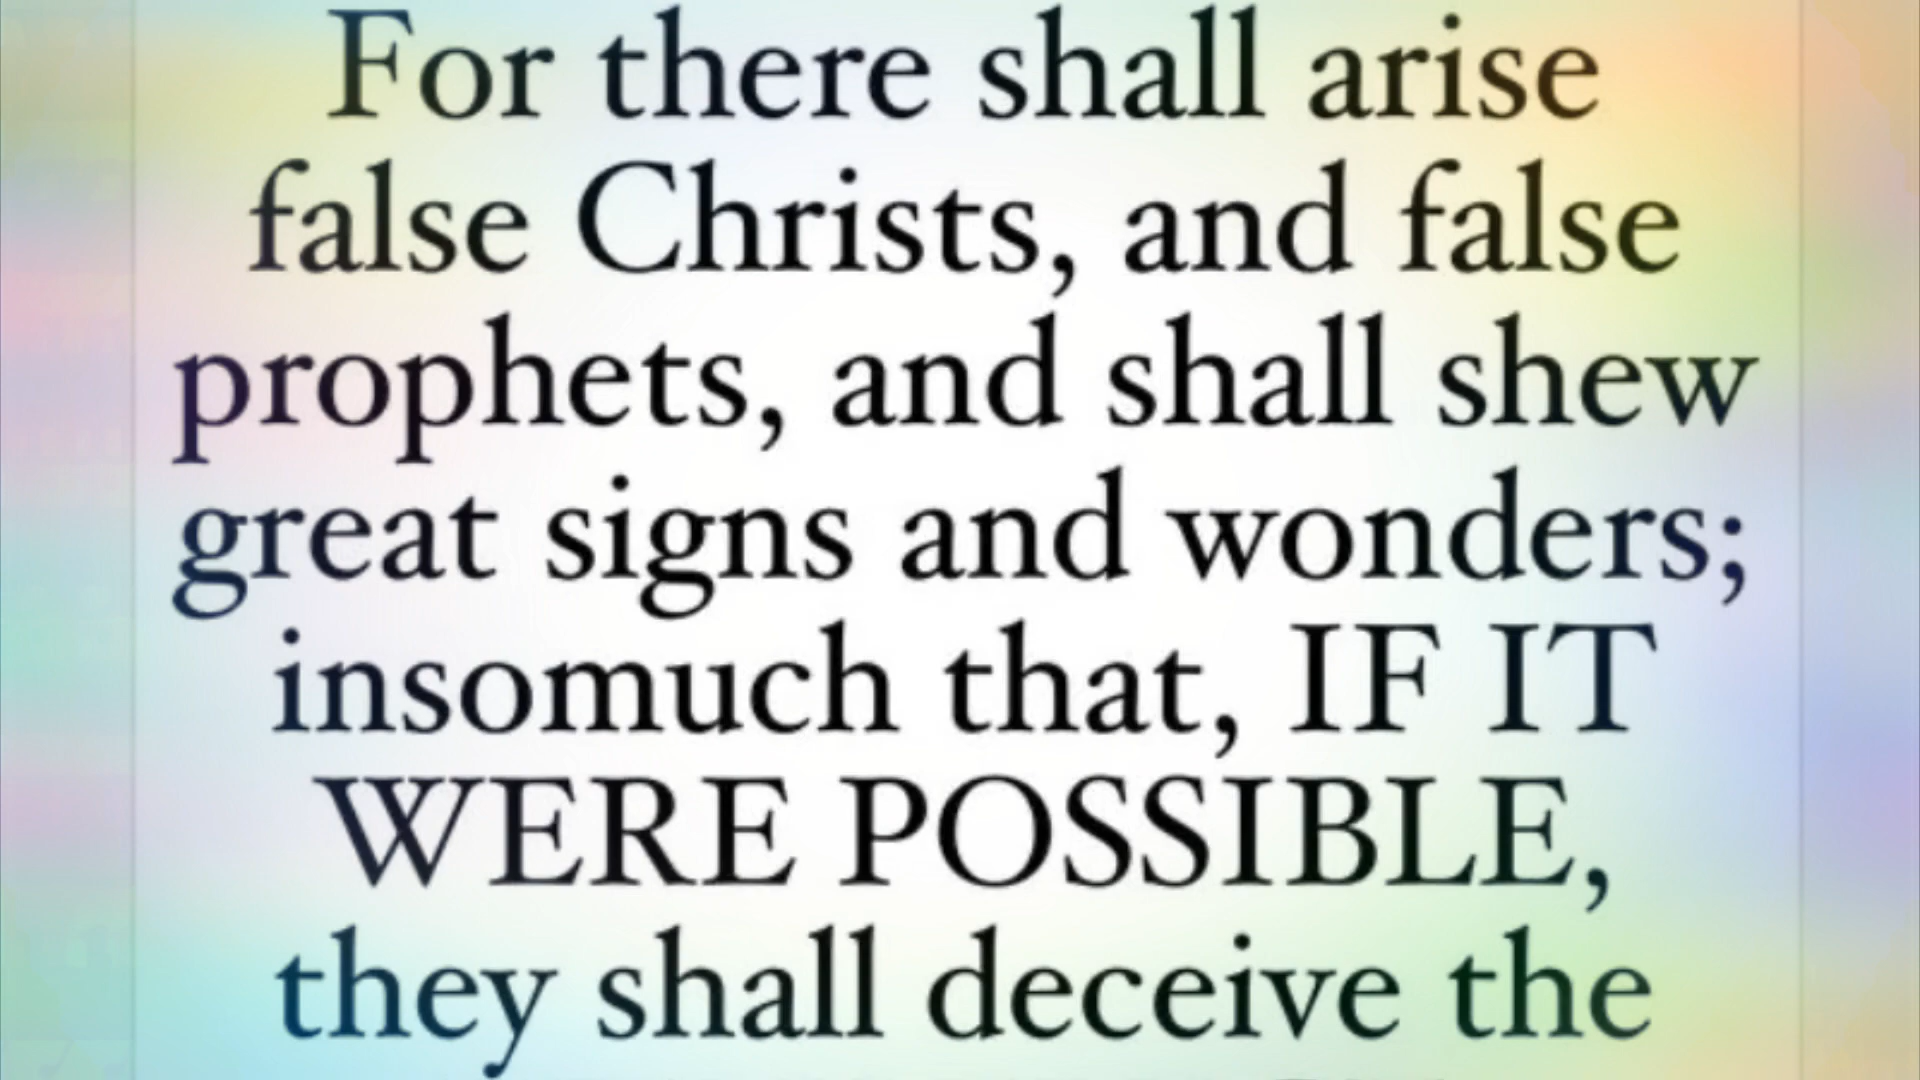 For there shall arise
false Christs, and false
prophets, and shall shew
great signs and wonders;
insomuch that, IF IT
WERE POSSIBLE,
they shall deceive the